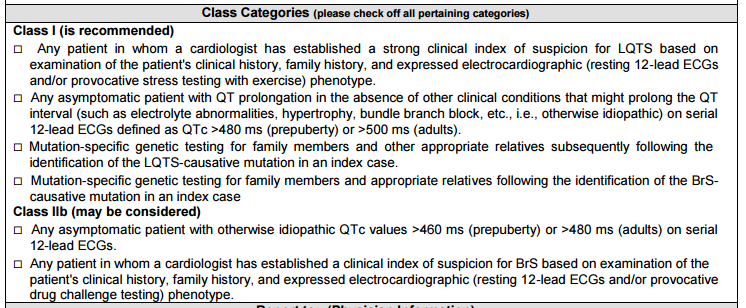 Class Categories (please check off all pertaining categories)
Class I (is recommended)
□ Any patient in whom a cardiologist has established a strong clinical index of suspicion for LQTS based on
examination of the patient's clinical history, family history, and expressed electrocardiographic (resting 12-lead ECGs
and/or provocative stress testing with exercise) phenotype.
□ Any asymptomatic patient with QT prolongation in the absence of other clinical conditions that might prolong the QT
interval (such as electrolyte abnormalities, hypertrophy, bundle branch block, etc., i.e., otherwise idiopathic) on serial
12-lead ECGs defined as QTc >480 ms (prepuberty) or >500 ms (adults).
□ Mutation-specific genetic testing for family members and other appropriate relatives subsequently following the
identification of the LQTS-causative mutation in an index case.
□ Mutation-specific genetic testing for family members and appropriate relatives following the identification of the BrS-
causative mutation in an index case
Class IIb (may be considered)
□ Any asymptomatic patient with otherwise idiopathic QTc values >460 ms (prepuberty) or >480 ms (adults) on serial
12-lead ECGs.
□ Any patient in whom a cardiologist has established a clinical index of suspicion for BrS based on examination of the
patient's clinical history, family history, and expressed electrocardiographic (resting 12-lead ECGs and/or provocative
drug challenge testing) phenotype.